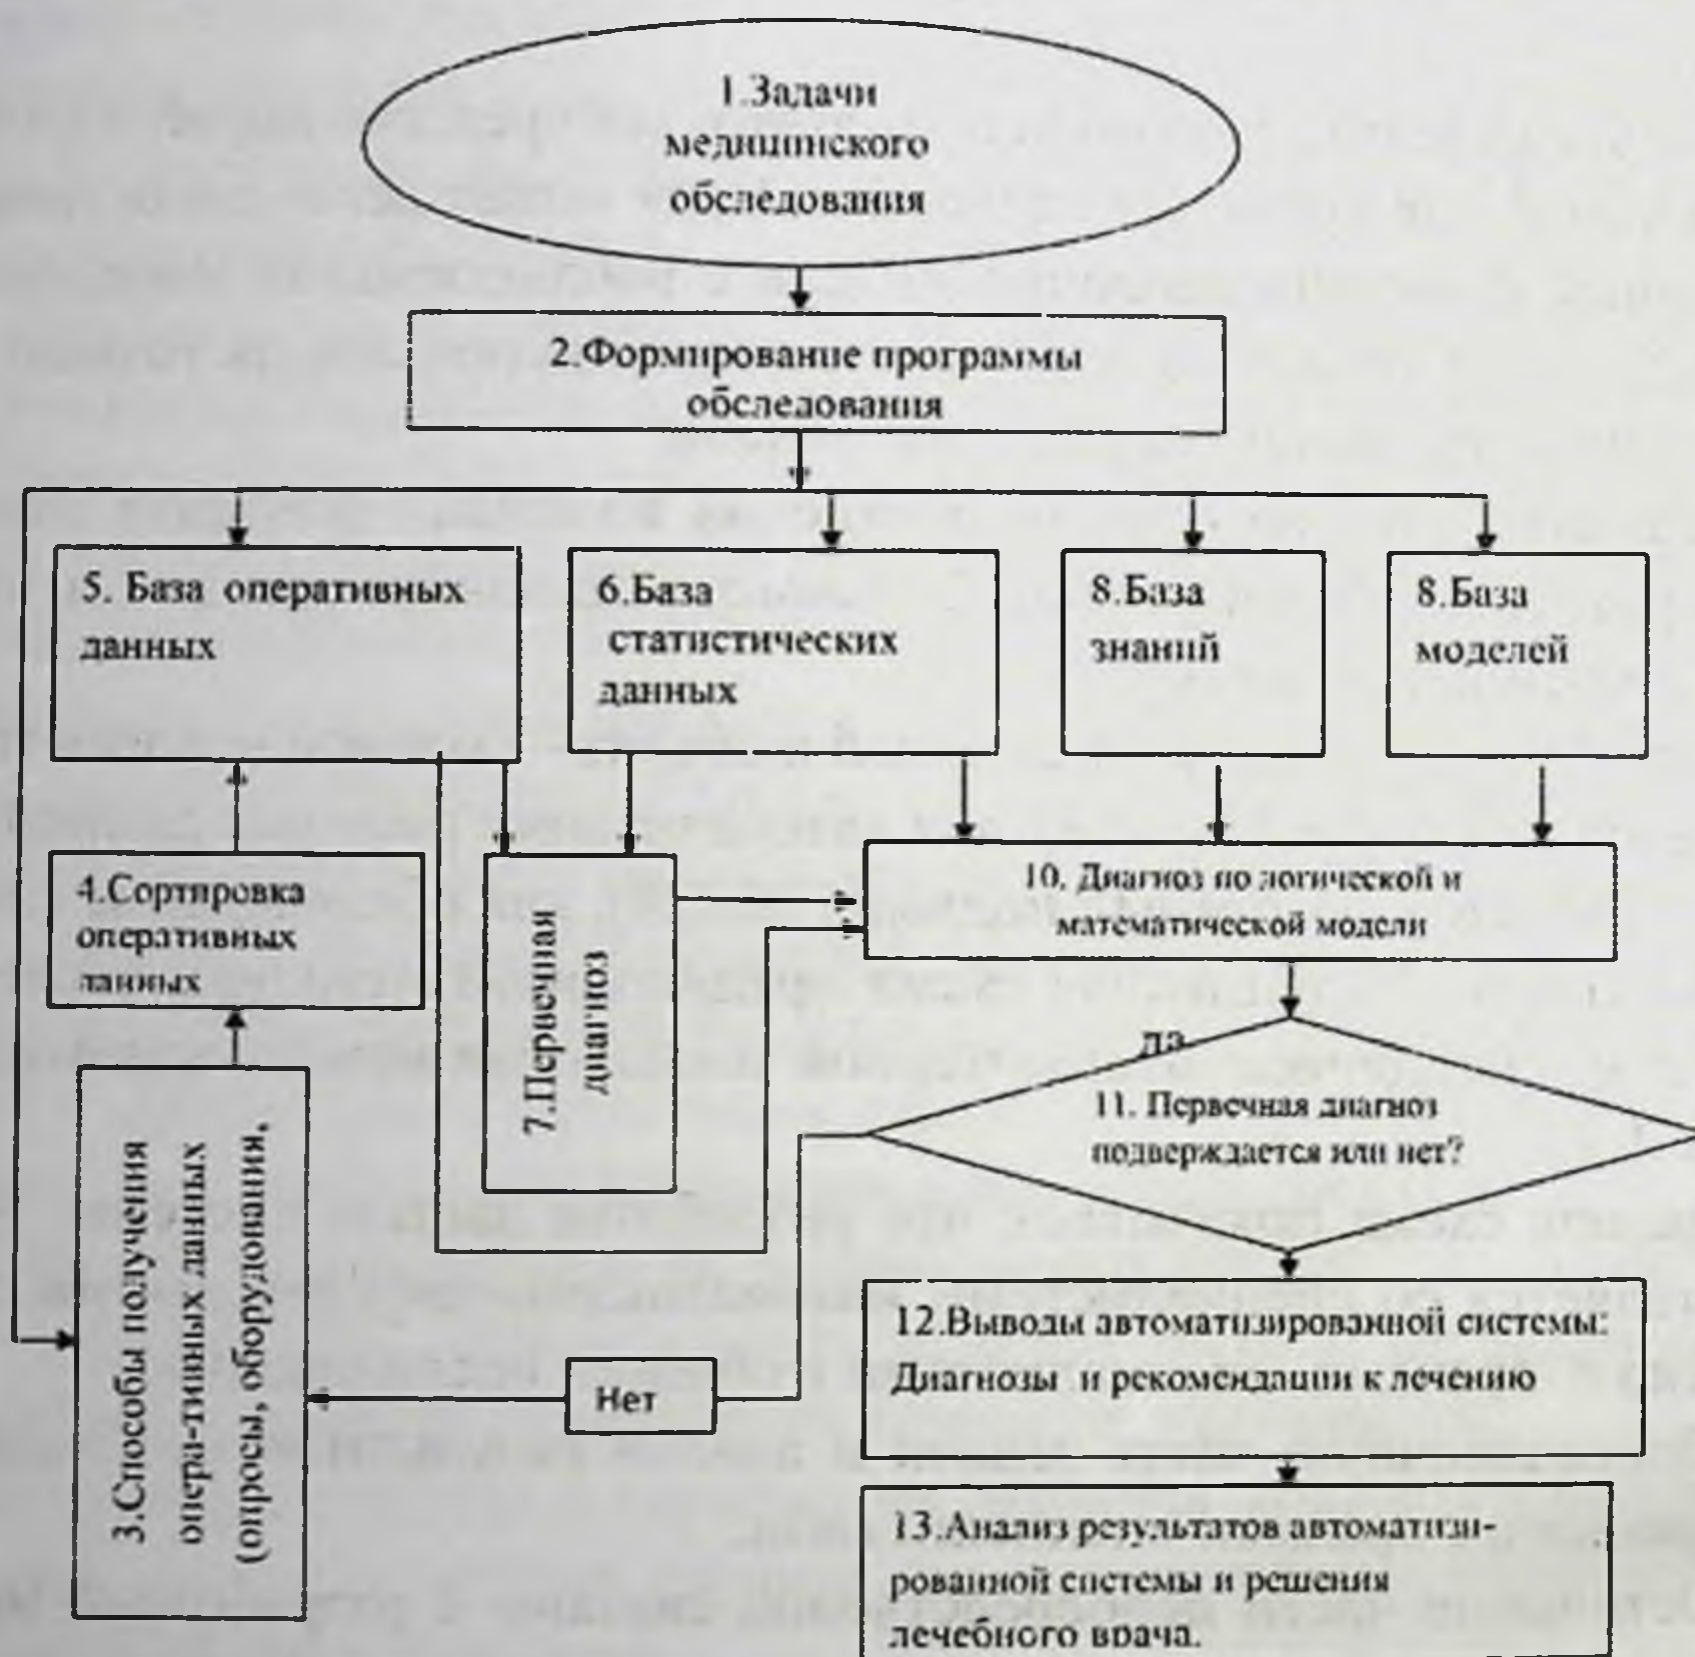 1.Задачи
медицинского
обследования
2.Формирование программы
обследования
5. База оперативных
данных
6.База
статистических
данных
8.База
знаний
8.База
моделей
4.Сортировка
оперативных
данных
7.Первечная
диагноз
10. Диагноз по логической и
математической модели
да
11. Первечная диагноз
подверждается или нет?
3.Способы получения
опера-тивных данных
(опросы, оборудования,
Нет
12.Выводы автоматизированной системы:
Диагнозы и рекомендации к лечению
13.Анализ результатов автоматизи-
рованной системы и решения
лечебного врача.